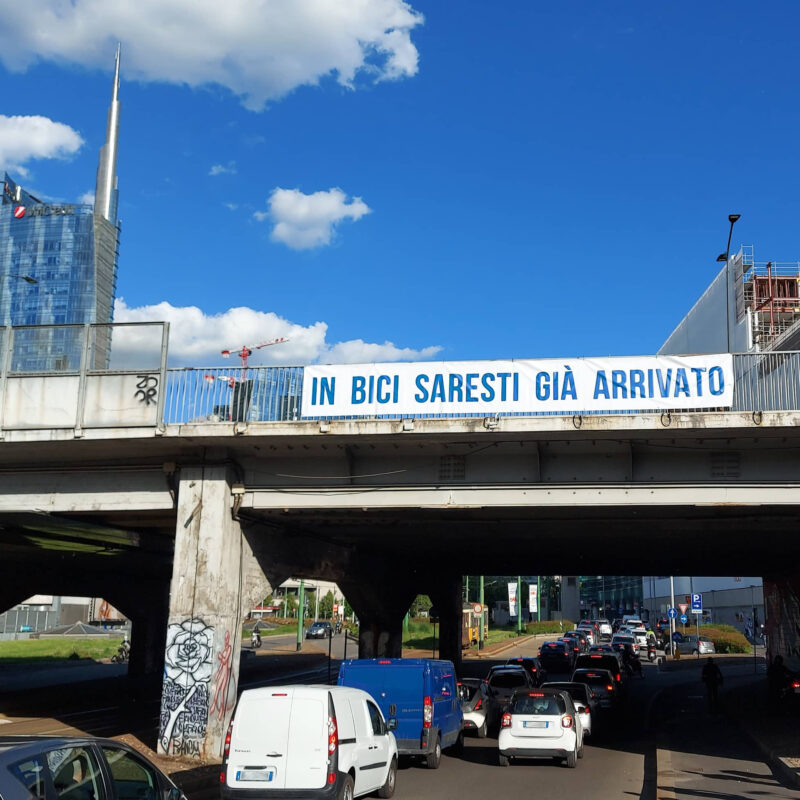 IN BICI SARESTI GIÀ ARRIVATO
P